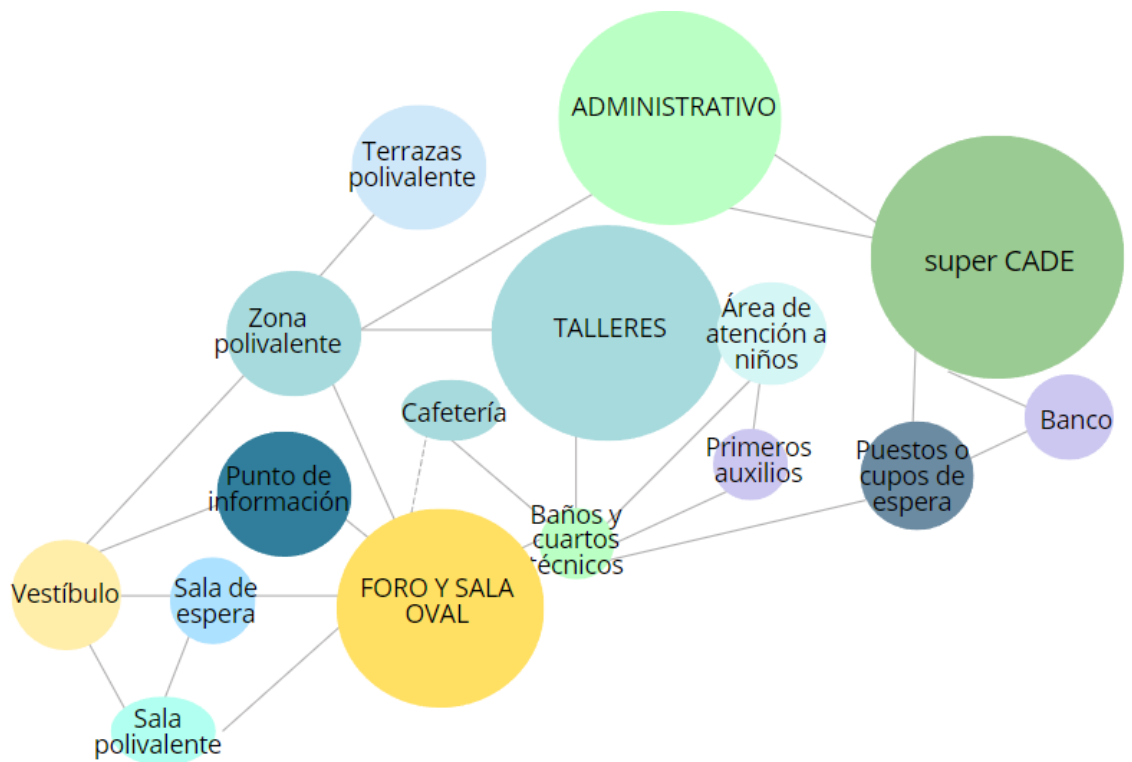 ADMINISTRATIVO
Terrazas
polivalente
super CADE
Zona
polivalente
TALLERES
Área de
atención a
niños
Cafetería
Banco
Primeros
auxilios
Puestos o
cupos de
espera
Punto de
información
Baños y
cuartos
técnicos
Vestíbulo
Sala de
espera
FORO Y SALA
OVAL
Sala
polivalente